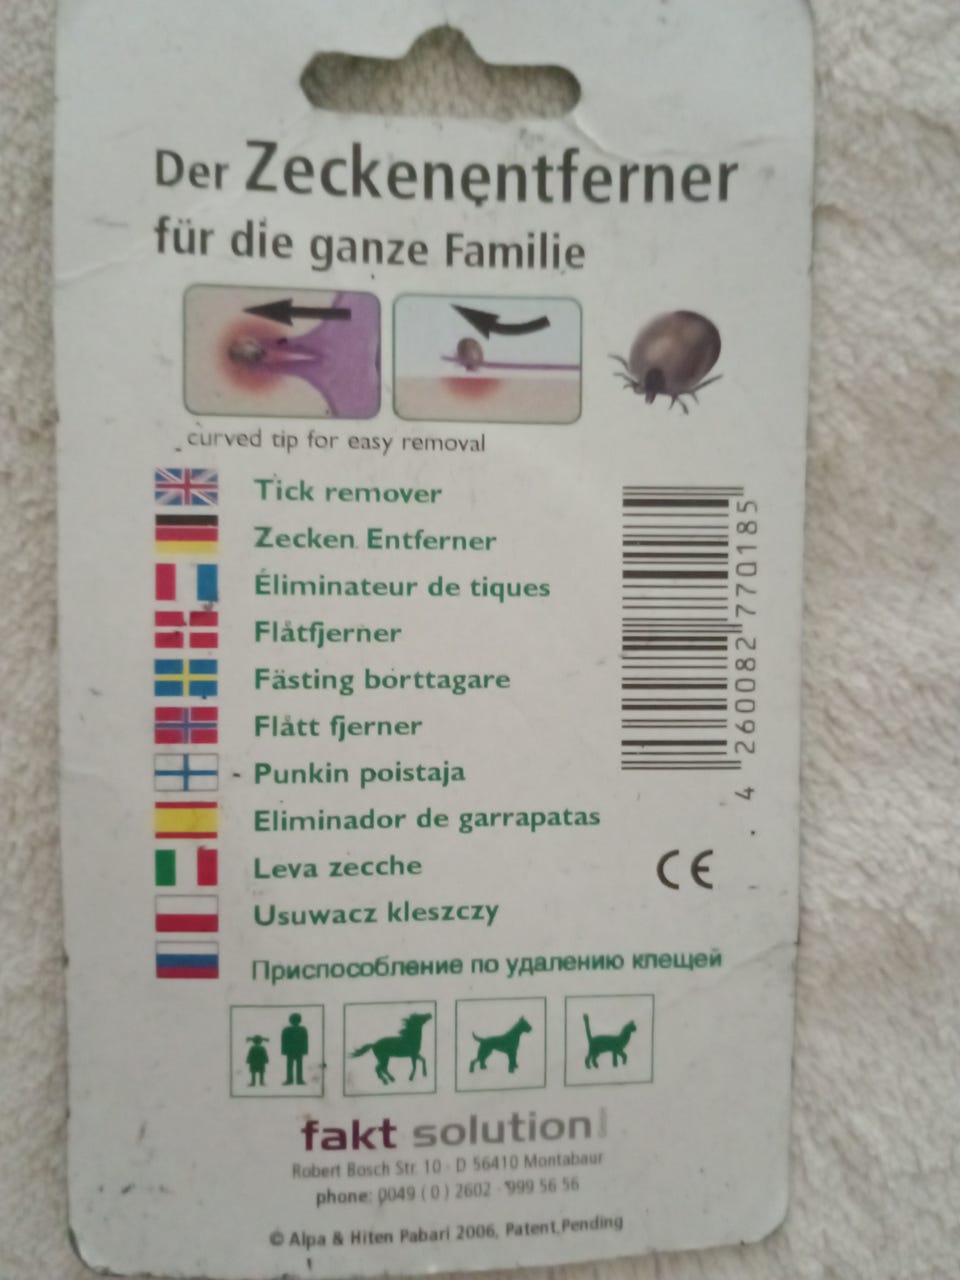 Der Zeckenentferner
für die ganze Familie
curved tip for easy removal
Tick remover
Zecken Entferner
Éliminateur de tiques
Flåtfjerner
Fästing borttagare
Flått fjerner
Punkin poistaja
Eliminador de garrapatas
Leva zecche
Usuwacz kleszczy
Приспособление по удалению клещей
4 260082 770185
CE
fakt solution
Robert Bosch Str. 10 - D 56410 Montabaur
phone: 0049 ( 0 ) 2602 - 999 56 56
© Alpa & Hiten Pabari 2006, Patent Pending